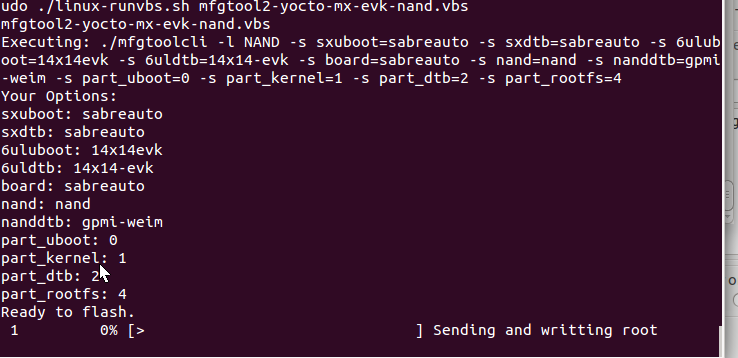 udo ./linux-runvbs.sh mfgtool2-yocto-mx-evk-nand.vbs
mfgtool2-yocto-mx-evk-nand.vbs
Executing: ./mfgtoolcli -l NAND -s sxuboot=sabreauto -s sxdtb=sabreauto -s 6ulub
oot=14x14evk -s 6uldtb=14x14-evk -s board=sabreauto -s nand=nand -s nanddtb=gpmi
-weim -s part_uboot=0 -s part_kernel=1 -s part_dtb=2 -s part_rootfs=4
Your Options:
sxuboot: sabreauto
sxdtb: sabreauto
6uluboot: 14x14evk
6uldtb: 14x14-evk
board: sabreauto
nand: nand
nanddtb: gpmi-weim
part_uboot: 0
part_kernel: 1
part_dtb: 2
part_rootfs: 4
Ready to flash.
1 0% [> ] Sending and writting root